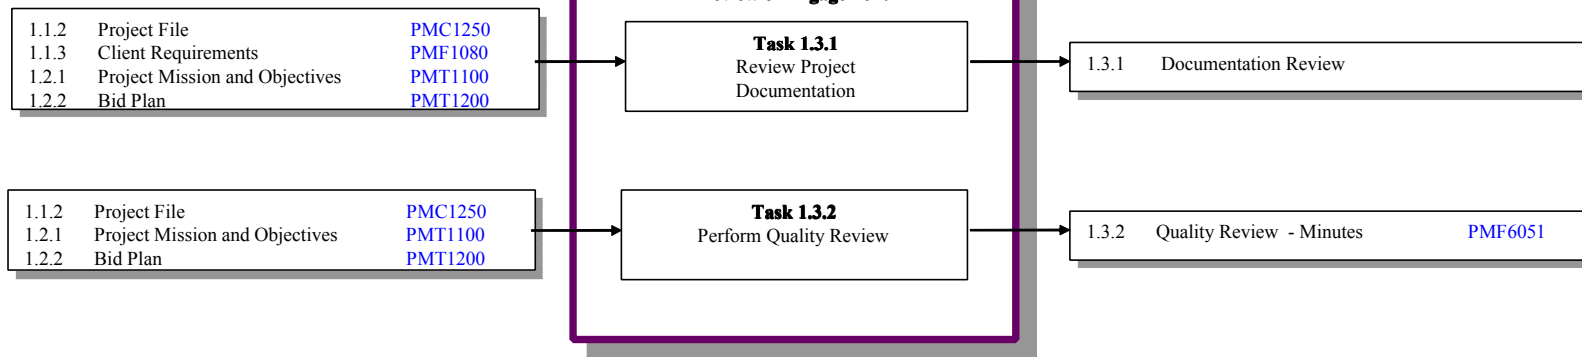 1.1.2 Project File PMC1250
1.1.3 Client Requirements PMF1080
1.2.1 Project Mission and Objectives PMT1100
1.2.2 Bid Plan PMT1200
Task 1.3.1
Review Project
Documentation
1.3.1 Documentation Review
1.1.2 Project File PMC1250
1.2.1 Project Mission and Objectives PMT1100
1.2.2 Bid Plan PMT1200
Task 1.3.2
Perform Quality Review
1.3.2 Quality Review - Minutes PMF6051